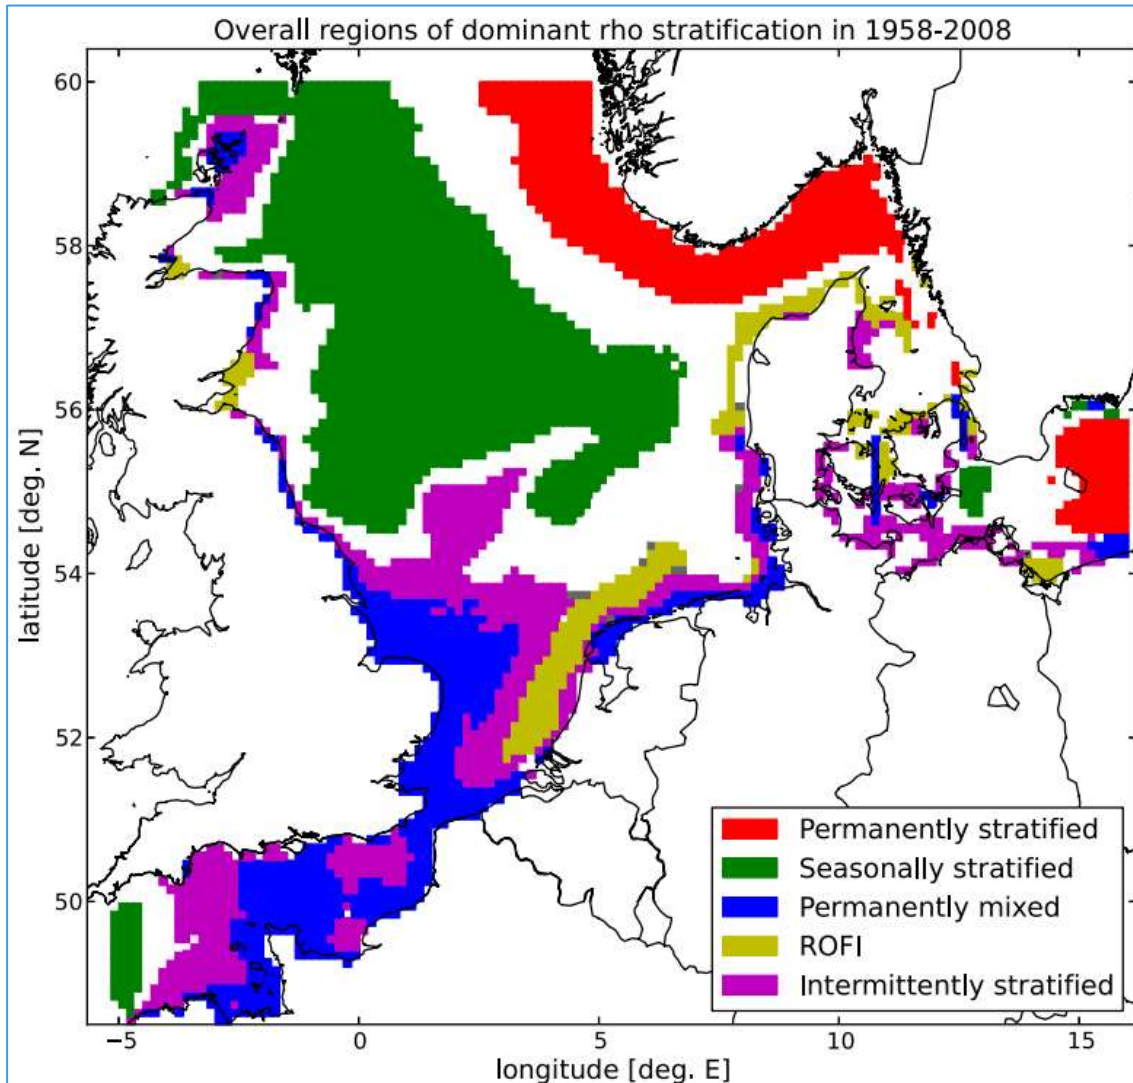 Overall regions of dominant rho stratification in 1958-2008
60
58
56
54
52
50
latitude [deg. N]
−5
0
5
10
15
longitude [deg. E]
Permanently stratified
Seasonally stratified
Permanently mixed
ROFI
Intermittently stratified